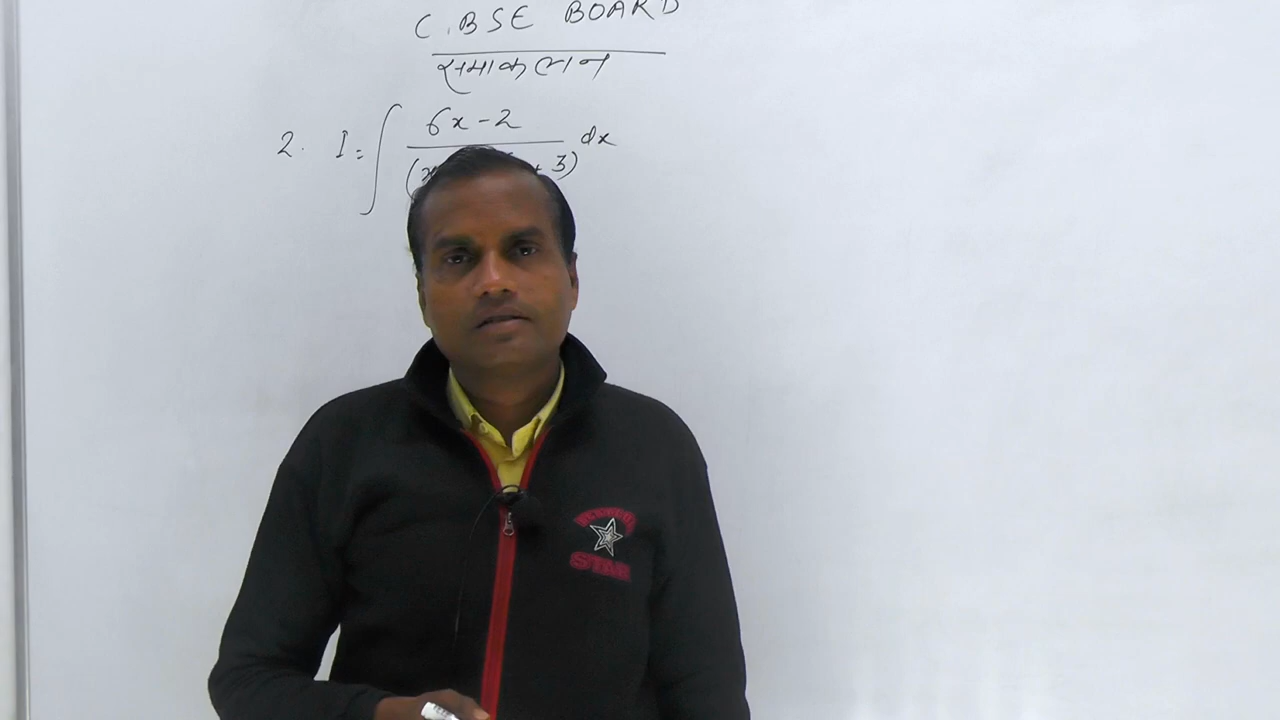 C.BSE BOARD
समाकलन
2. I = ∫ 6x-2
dx
(x + 3)
STAR